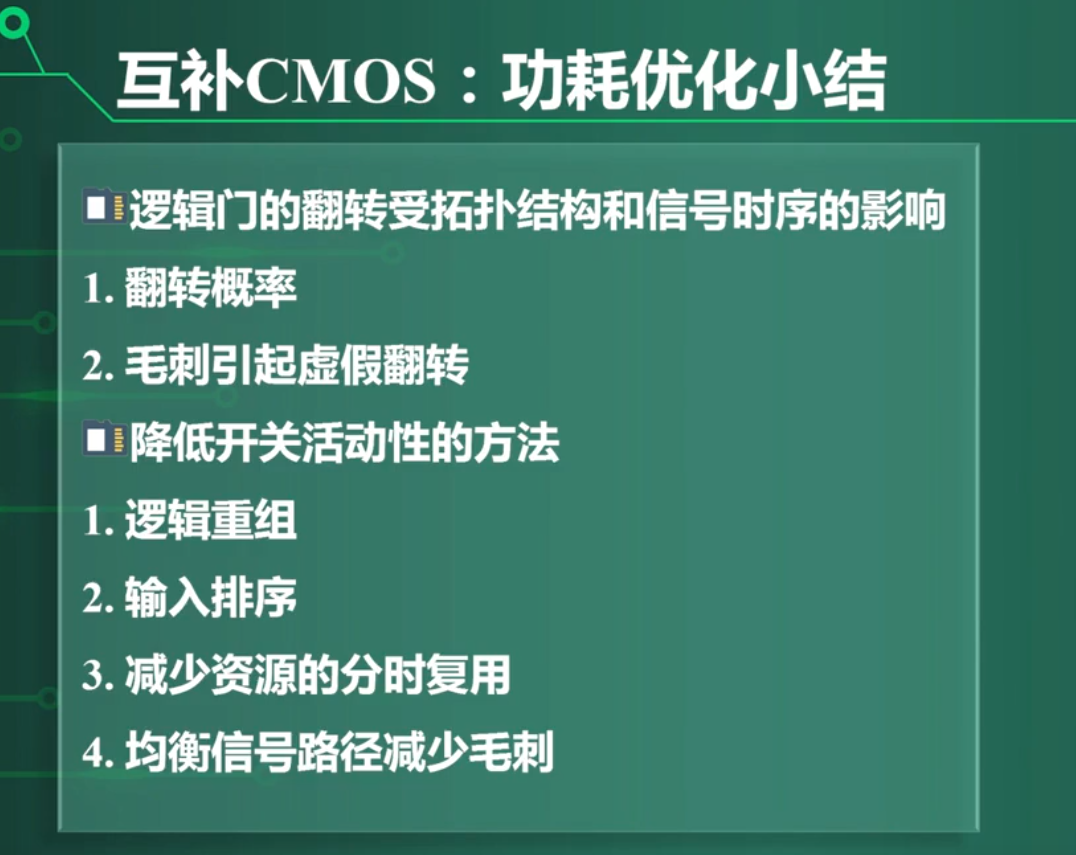 互补CMOS：功耗优化小结
逻辑门的翻转受拓扑结构和信号时序的影响
1. 翻转概率
2. 毛刺引起虚假翻转
降低开关活动性的方法
1. 逻辑重组
2. 输入排序
3. 减少资源的分时复用
4. 均衡信号路径减少毛刺